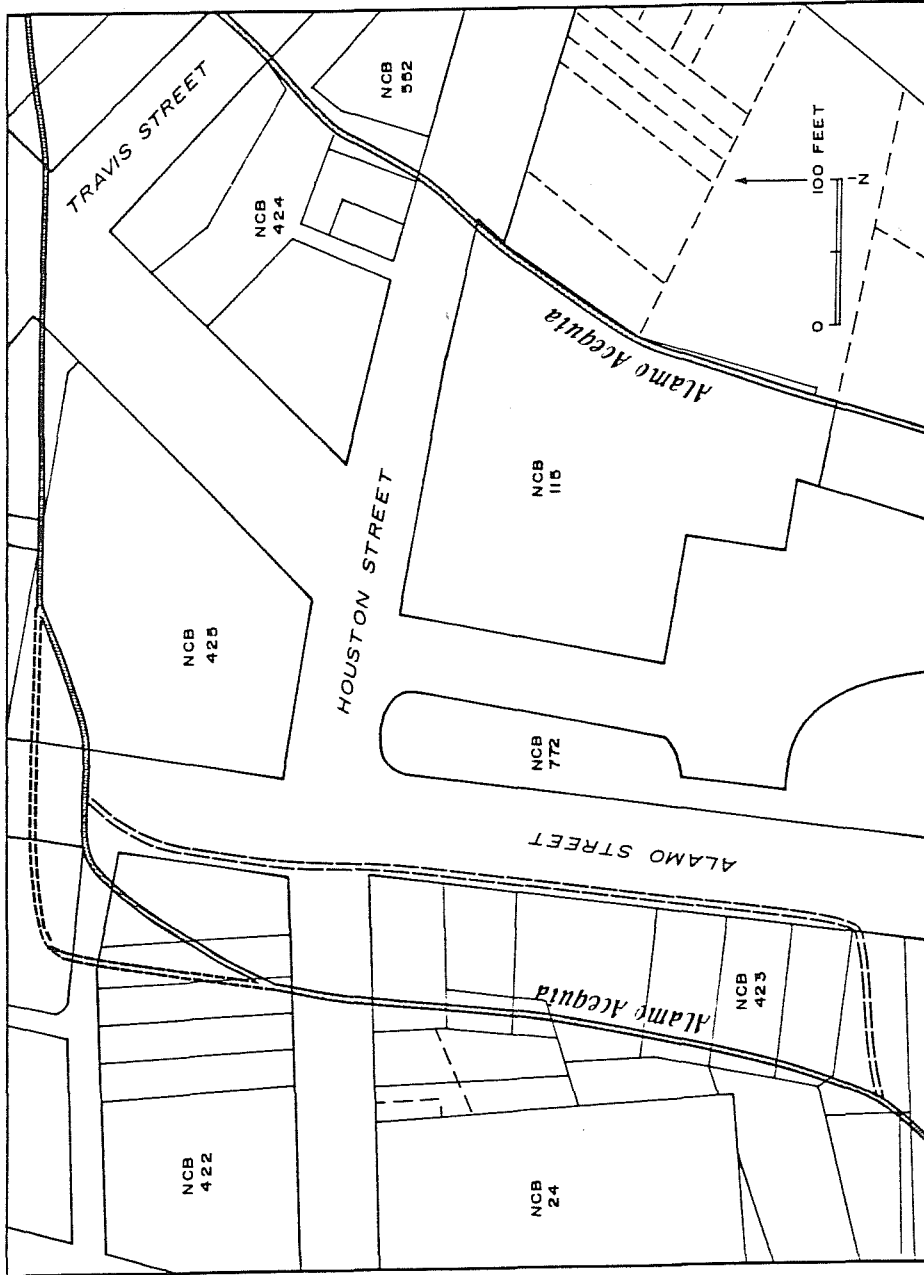 TRAVIS STREET
NCB
552
NCB
424
100 FEET
N
0
Alamo Acequia
NCB
425
HOUSTON STREET
NCB
115
NCB
772
ALAMO STREET
Alamo Acequia
NCB
423
NCB
422
NCB
24